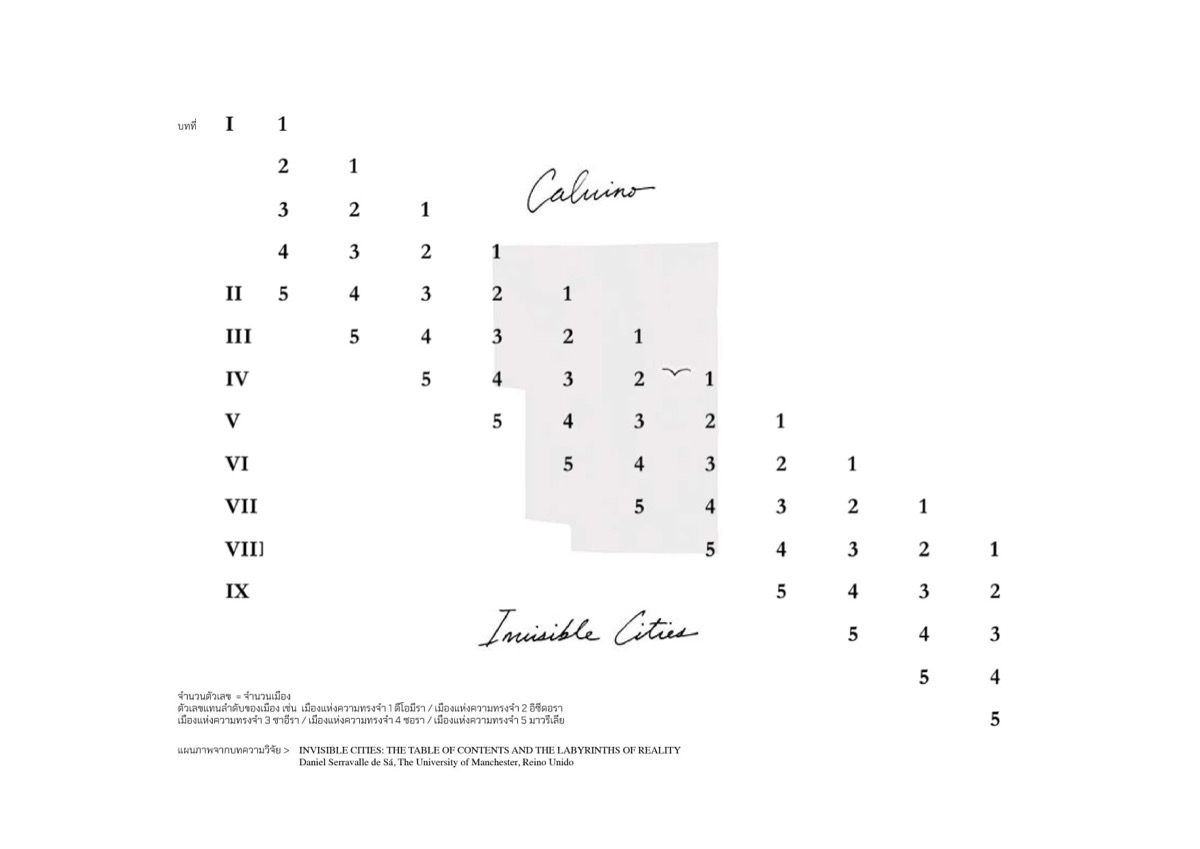 บทที่ I 1
2 1
Calvino
3 2 1
4 3 2 1
II 5 4 3 2 1
III 5 4 3 2 1
IV 5 4 3 2 1
V 5 4 3 2 1
VI 5 4 3 2 1
VII 5 4 3 2 1
VIII 5 4 3 2 1
IX 5 4 3 2
Invisible Cities
5 4 3
5 4
5
จำนวนตัวเลข = จำนวนเมือง
ตัวเลขแทนลำดับของเมือง เช่น เมืองแห่งความทรงจำ 1 ดีโอมีรา / เมืองแห่งความทรงจำ 2 อิซีดอรา
เมืองแห่งความทรงจำ 3 ซาอีรา / เมืองแห่งความทรงจำ 4 ซอรา / เมืองแห่งความทรงจำ 5 มาวรีเลีย
แผนภาพจากบทความวิจัย > INVISIBLE CITIES: THE TABLE OF CONTENTS AND THE LABYRINTHS OF REALITY
Daniel Serravalle de Sá, The University of Manchester, Reino Unido